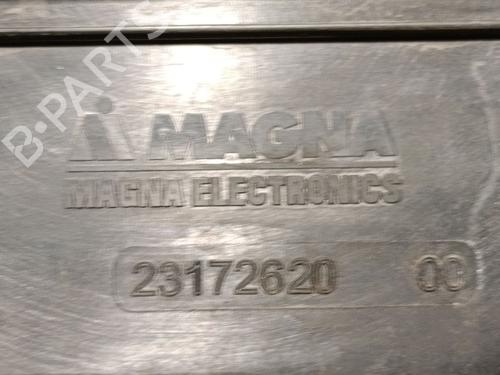 B-PARTS
MAGNA
MAGNA ELECTRONICS
23172620 00